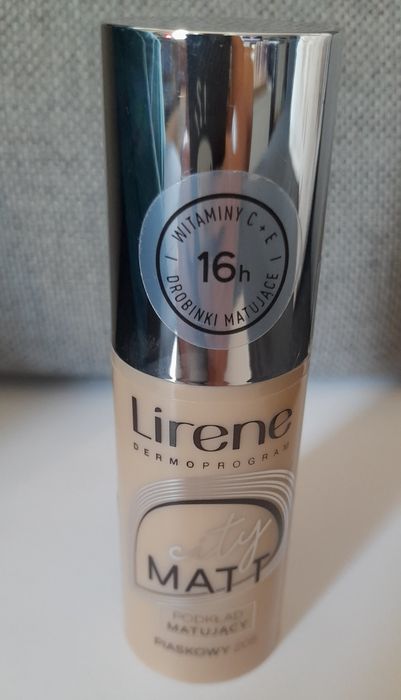 WITAMINY C + E
16h
DROBINKI MATUJĄCE
Lirene
DERMOPROGRAM
city
MATT
PODKŁAD
MATUJĄCY
PIASKOWY